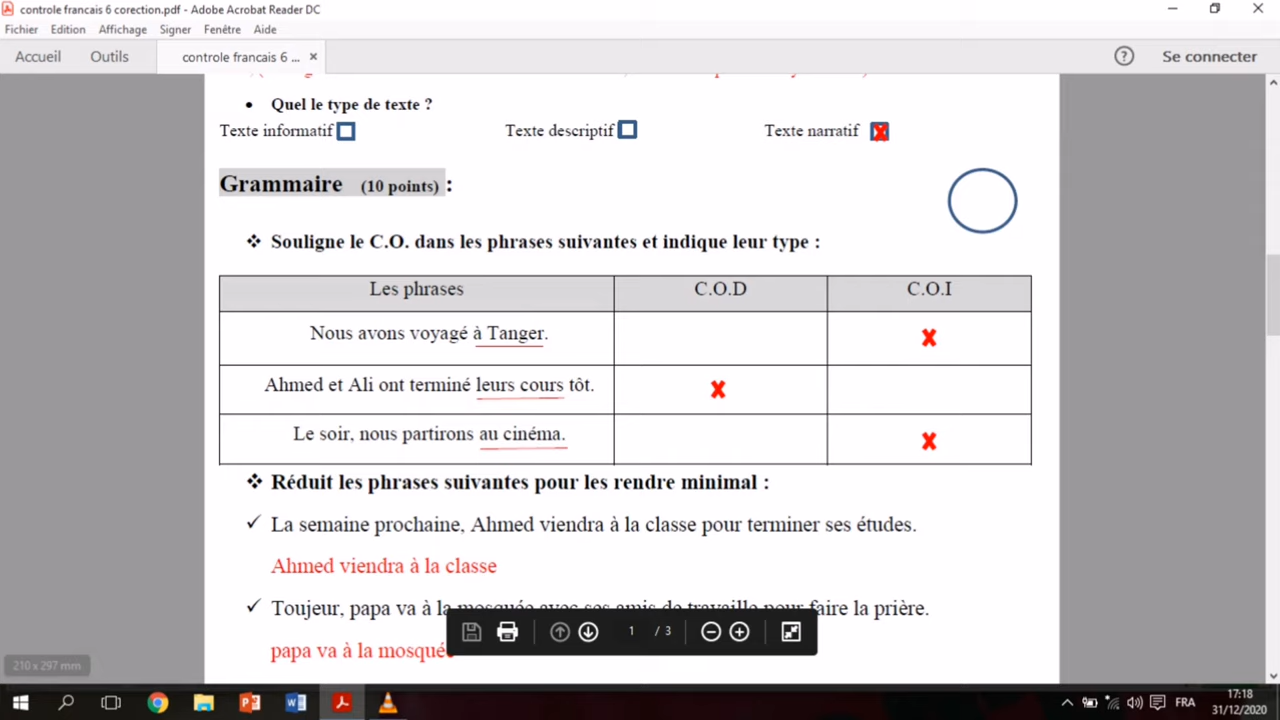 controle francais 6 corection.pdf - Adobe Acrobat Reader DC
Fichier Edition Affichage Signer Fenêtre Aide
Accueil Outils controle francais 6 ... × ? Se connecter
• Quel le type de texte ?
Texte informatif Texte descriptif Texte narratif
Grammaire (10 points) :
❖ Souligne le C.O. dans les phrases suivantes et indique leur type :
Les phrases C.O.D C.O.I
Nous avons voyagé à Tanger. x
Ahmed et Ali ont terminé leurs cours tôt. x
Le soir, nous partirons au cinéma. x
❖ Réduit les phrases suivantes pour les rendre minimal :
✓ La semaine prochaine, Ahmed viendra à la classe pour terminer ses études.
Ahmed viendra à la classe
✓ Toujeur, papa va à la mosquée avec ses amis de travaille pour faire la prière.
papa va à la mosquée
1 / 3
210 x 297 mm
FRA
17:18
31/12/2020